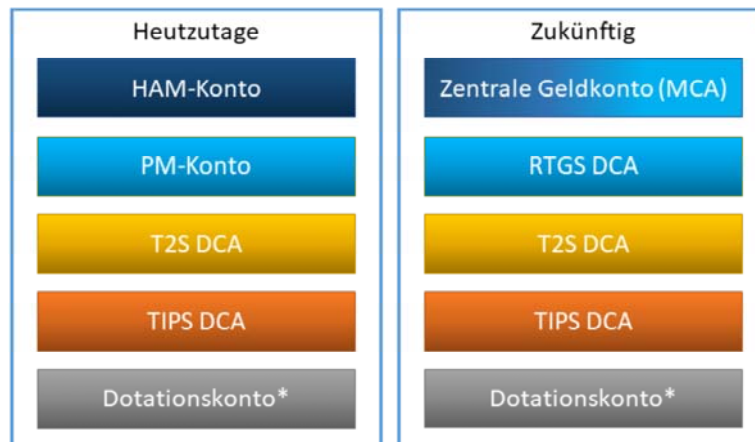 Heutzutage
HAM-Konto
PM-Konto
T2S DCA
TIPS DCA
Dotationskonto*
Zukünftig
Zentrale Geldkonto (MCA)
RTGS DCA
T2S DCA
TIPS DCA
Dotationskonto*